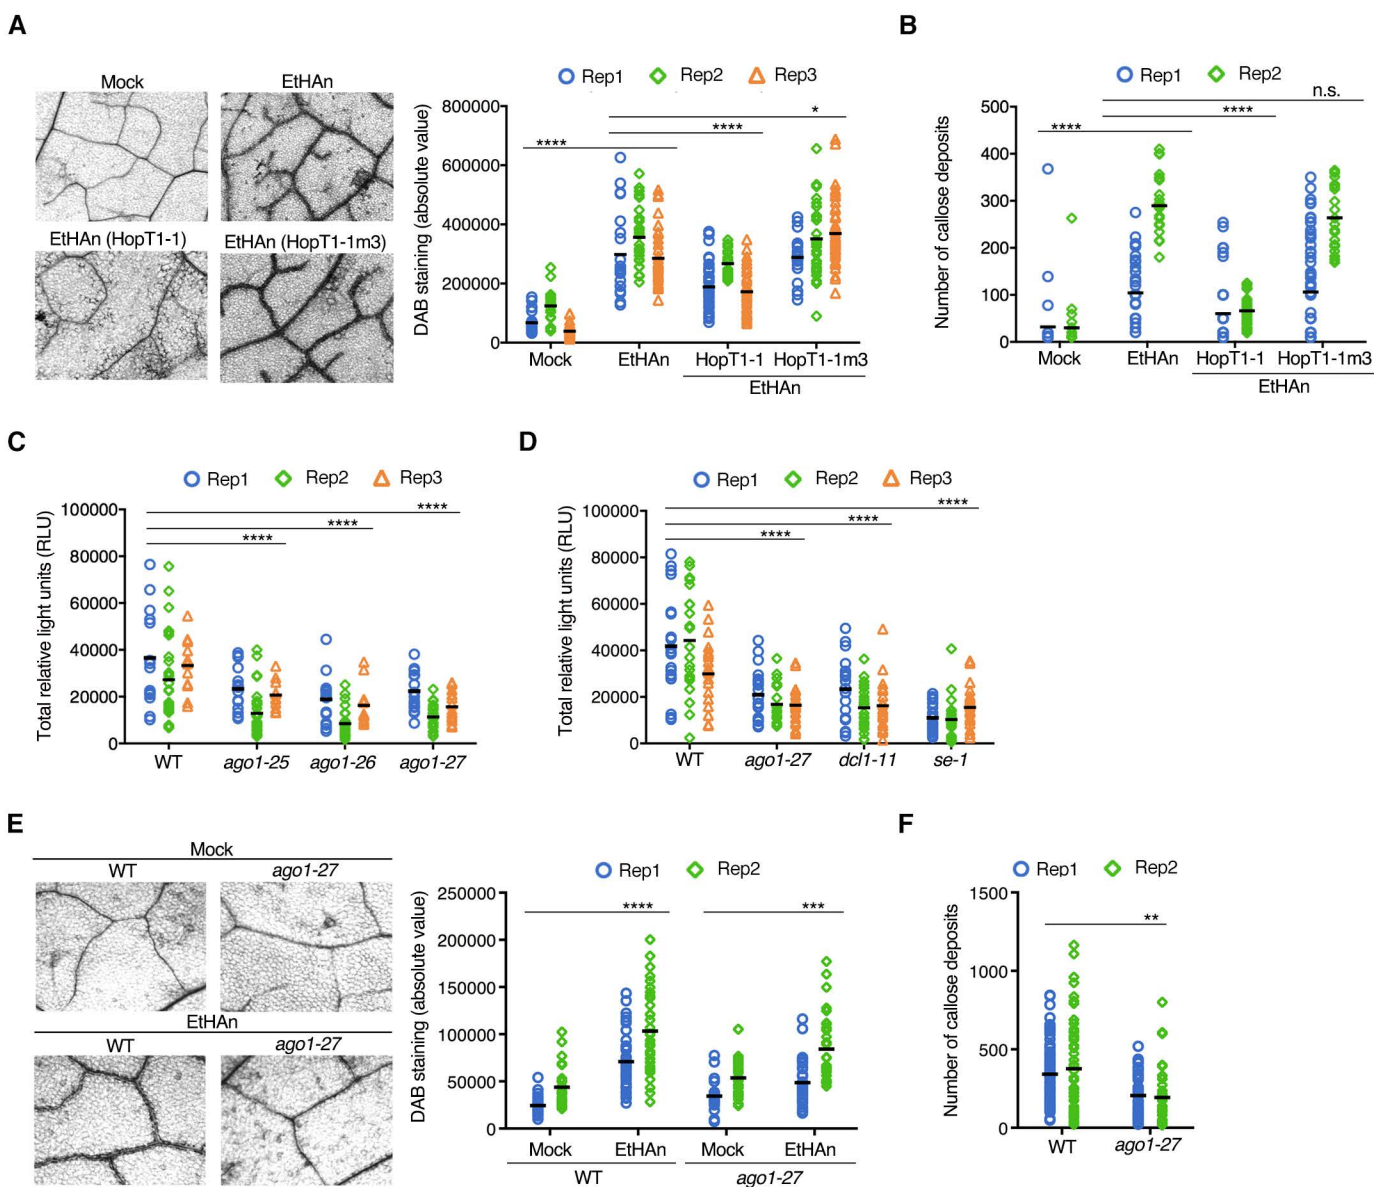 A
Mock
EtHAn
EtHAn (HopT1-1)
EtHAn (HopT1-1m3)
Rep1
Rep2
Rep3
DAB staining (absolute value)
800000
600000
400000
200000
0
****
****
*
Mock
EtHAn
HopT1-1
HopT1-1m3
EtHAn
B
Rep1
Rep2
Number of callose deposits
500
400
300
200
100
0
****
****
n.s.
Mock
EtHAn
HopT1-1
HopT1-1m3
EtHAn
C
Rep1
Rep2
Rep3
Total relative light units (RLU)
100000
80000
60000
40000
20000
0
****
****
****
WT
ago1-25
ago1-26
ago1-27
D
Rep1
Rep2
Rep3
Total relative light units (RLU)
100000
80000
60000
40000
20000
0
****
****
****
WT
ago1-27
dcl1-11
se-1
E
Mock
WT
ago1-27
EtHAn
WT
ago1-27
Rep1
Rep2
DAB staining (absolute value)
250000
200000
150000
100000
50000
0
****
***
Mock
EtHAn
Mock
EtHAn
WT
ago1-27
F
Rep1
Rep2
Number of callose deposits
1500
1000
500
0
**
WT
ago1-27